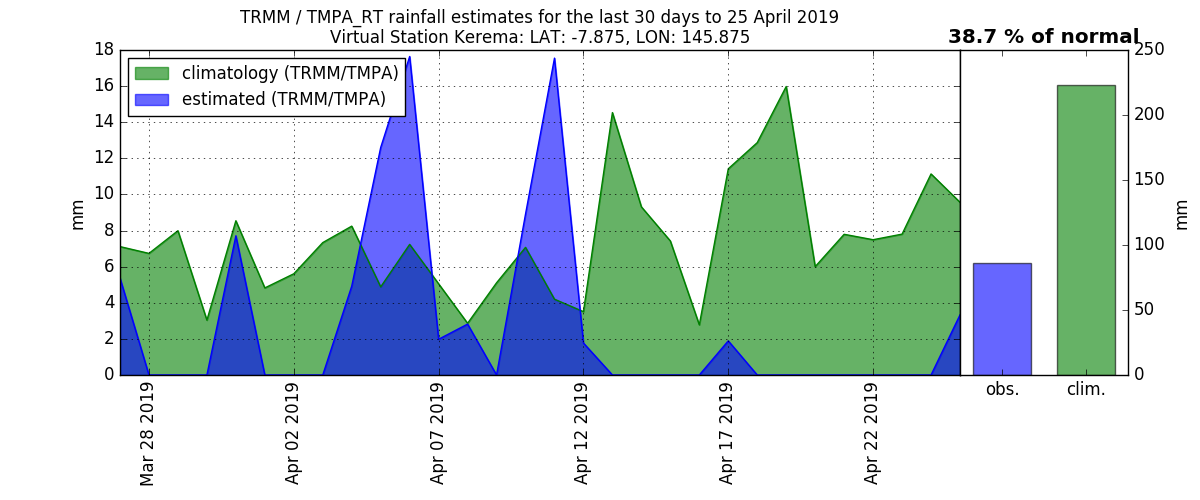 TRMM / TMPA_RT rainfall estimates for the last 30 days to 25 April 2019
Virtual Station Kerema: LAT: -7.875, LON: 145.875
38.7 % of normal
climatology (TRMM/TMPA)
estimated (TRMM/TMPA)
mm
18
16
14
12
10
8
6
4
2
0
Mar 28 2019
Apr 02 2019
Apr 07 2019
Apr 12 2019
Apr 17 2019
Apr 22 2019
obs.
clim.
250
200
150
100
50
0
mm